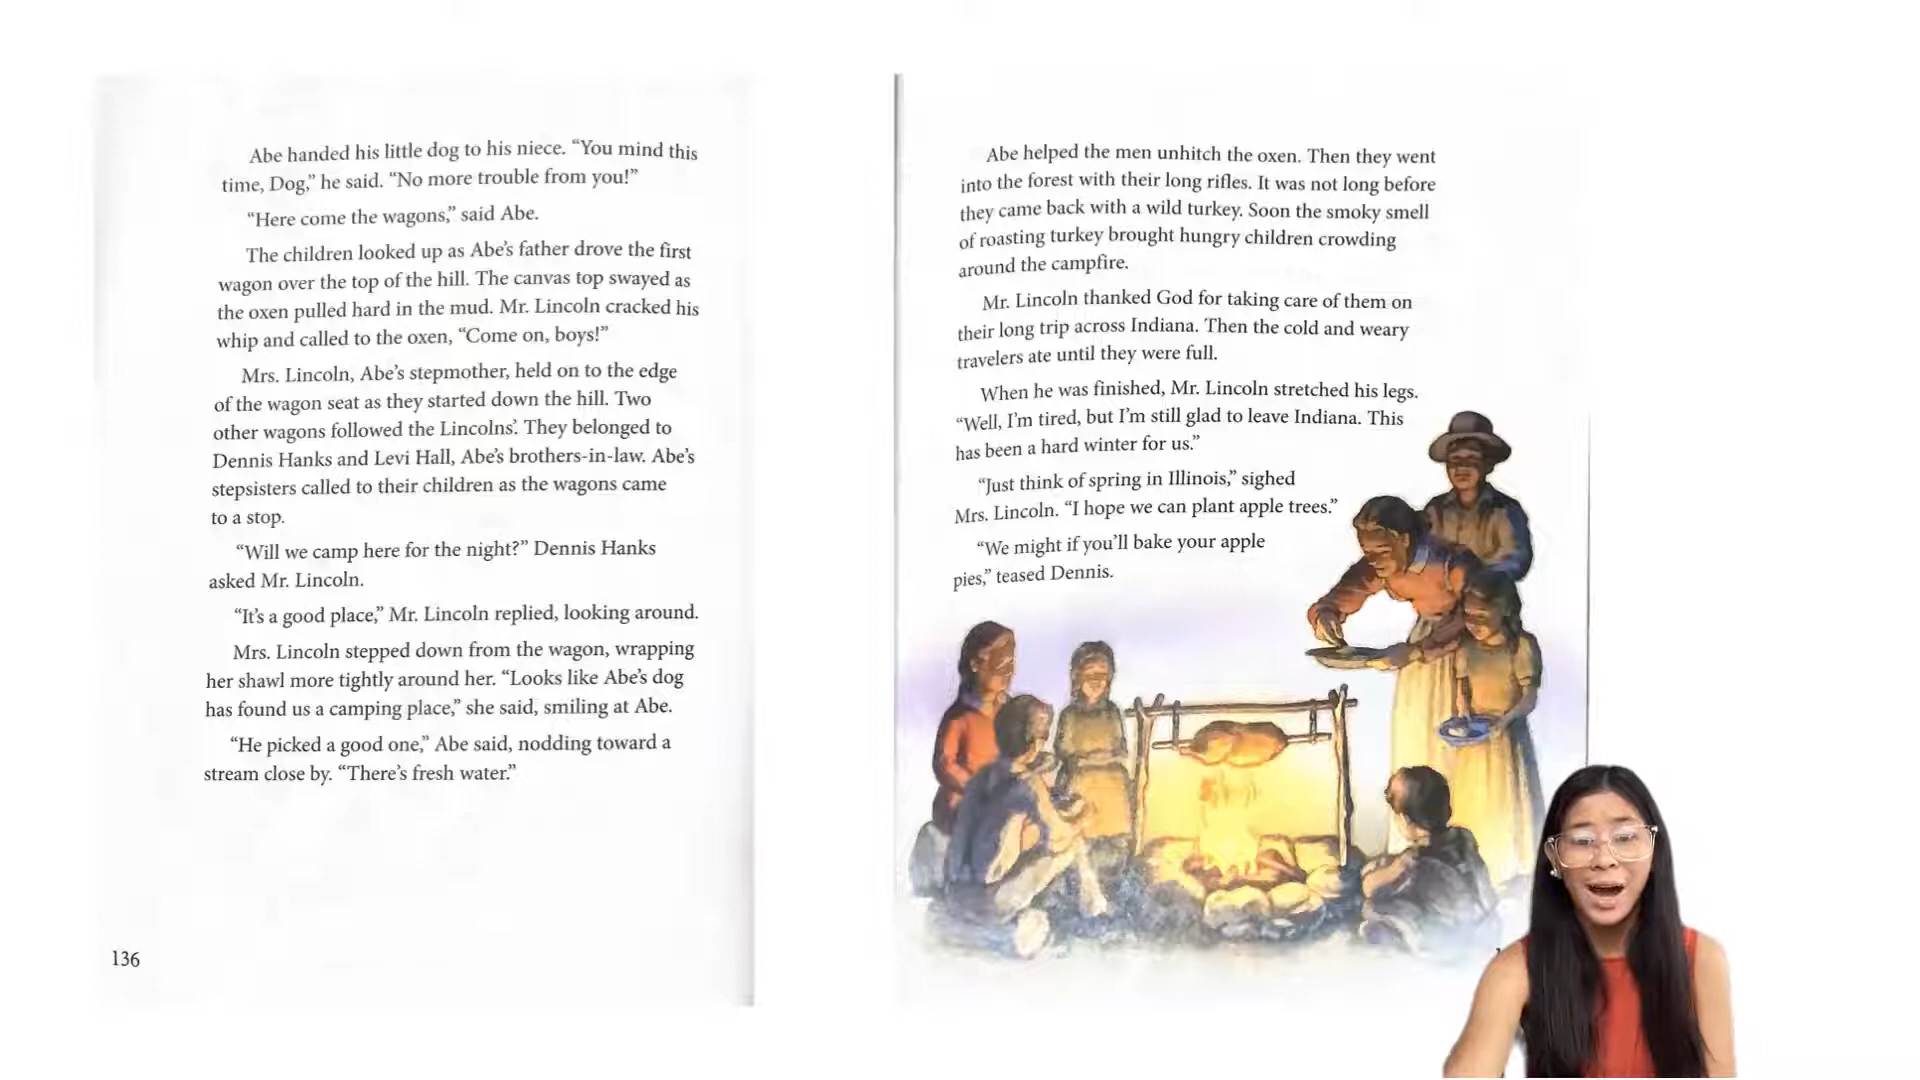 Abe handed his little dog to his niece. “You mind this
time, Dog,” he said. “No more trouble from you!”
“Here come the wagons,” said Abe.
The children looked up as Abe’s father drove the first
wagon over the top of the hill. The canvas top swayed as
the oxen pulled hard in the mud. Mr. Lincoln cracked his
whip and called to the oxen, “Come on, boys!”
Mrs. Lincoln, Abe’s stepmother, held on to the edge
of the wagon seat as they started down the hill. Two
other wagons followed the Lincolns’. They belonged to
Dennis Hanks and Levi Hall, Abe’s brothers-in-law. Abe’s
stepsisters called to their children as the wagons came
to a stop.
“Will we camp here for the night?” Dennis Hanks
asked Mr. Lincoln.
“It’s a good place,” Mr. Lincoln replied, looking around.
Mrs. Lincoln stepped down from the wagon, wrapping
her shawl more tightly around her. “Looks like Abe’s dog
has found us a camping place,” she said, smiling at Abe.
“He picked a good one,” Abe said, nodding toward a
stream close by. “There’s fresh water.”
136
Abe helped the men unhitch the oxen. Then they went
into the forest with their long rifles. It was not long before
they came back with a wild turkey. Soon the smoky smell
of roasting turkey brought hungry children crowding
around the campfire.
Mr. Lincoln thanked God for taking care of them on
their long trip across Indiana. Then the cold and weary
travelers ate until they were full.
When he was finished, Mr. Lincoln stretched his legs.
“Well, I’m tired, but I’m still glad to leave Indiana. This
has been a hard winter for us.”
“Just think of spring in Illinois,” sighed
Mrs. Lincoln. “I hope we can plant apple trees.”
“We might if you’ll bake your apple
pies,” teased Dennis.